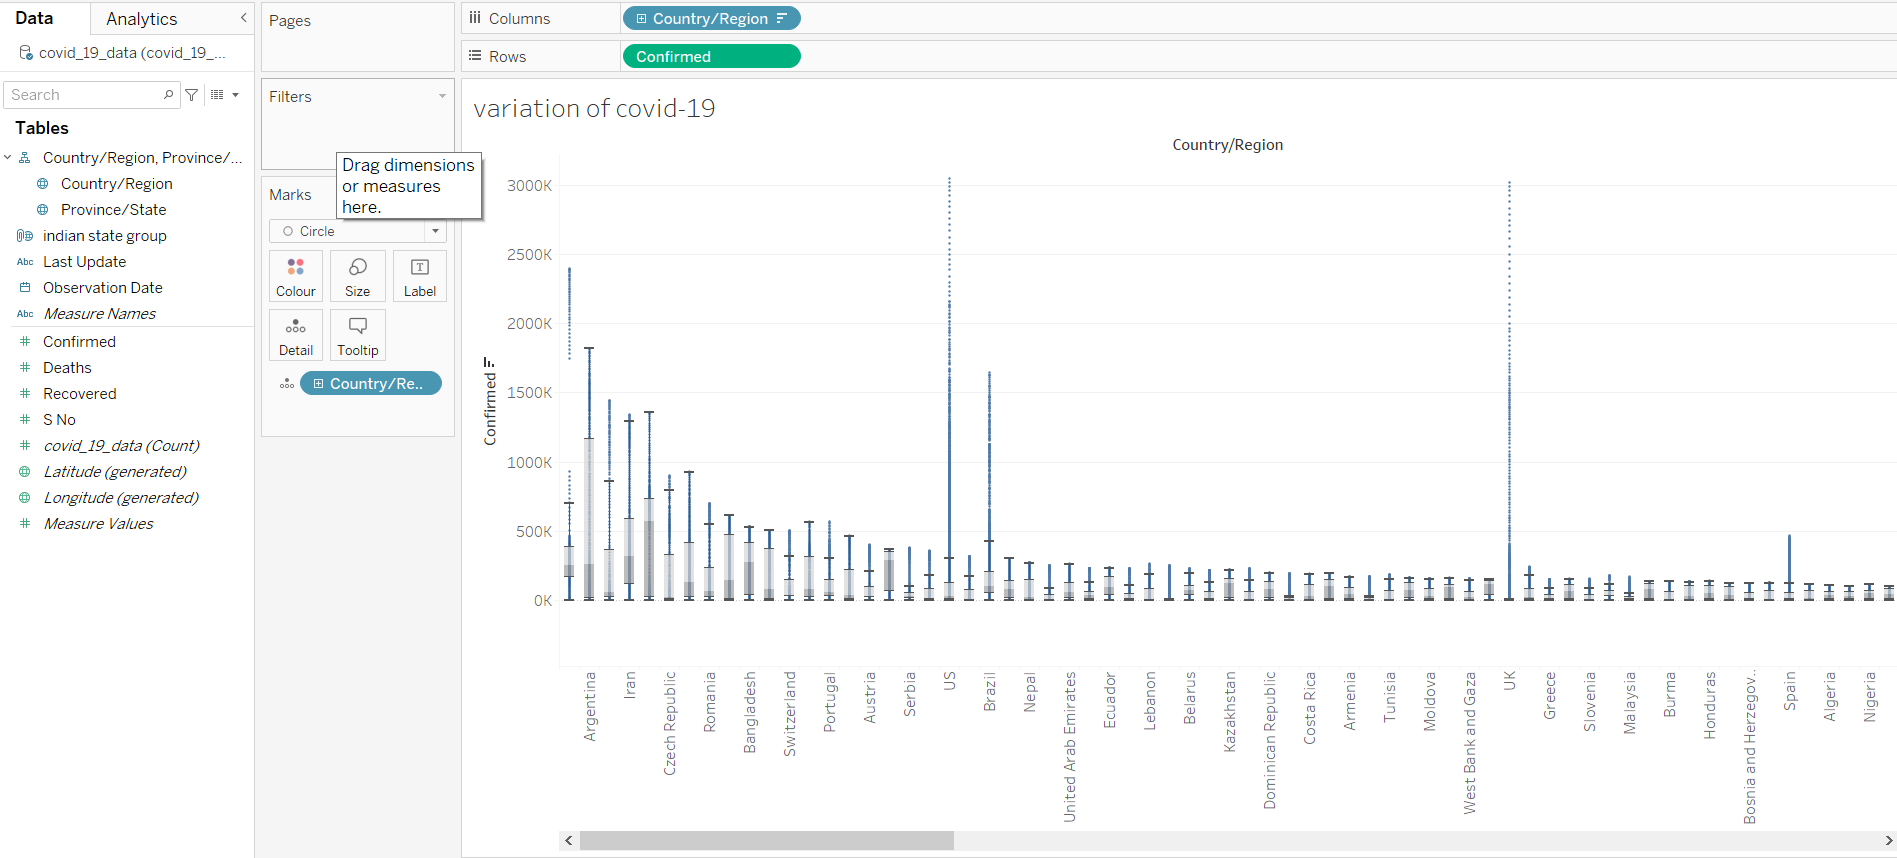 Data
Analytics
covid_19_data (covid_19_...
Search
Tables
Country/Region, Province/...
Country/Region
Province/State
indian state group
Abc Last Update
Observation Date
Abc Measure Names
# Confirmed
# Deaths
# Recovered
# S No
# covid_19_data (Count)
Latitude (generated)
Longitude (generated)
# Measure Values
Pages
Filters
Drag dimensions
or measures
here.
Marks
Circle
Colour
Size
T
Label
Detail
Tooltip
Country/Re..
Columns
Country/Region
Rows
Confirmed
variation of covid-19
Country/Region
Confirmed
3000K
2500K
2000K
1500K
1000K
500K
0K
Argentina
Iran
Czech Republic
Romania
Bangladesh
Switzerland
Portugal
Austria
Serbia
US
Brazil
Nepal
United Arab Emirates
Ecuador
Lebanon
Belarus
Kazakhstan
Dominican Republic
Costa Rica
Armenia
Tunisia
Moldova
West Bank and Gaza
UK
Greece
Slovenia
Malaysia
Burma
Honduras
Bosnia and Herzegov..
Spain
Algeria
Nigeria